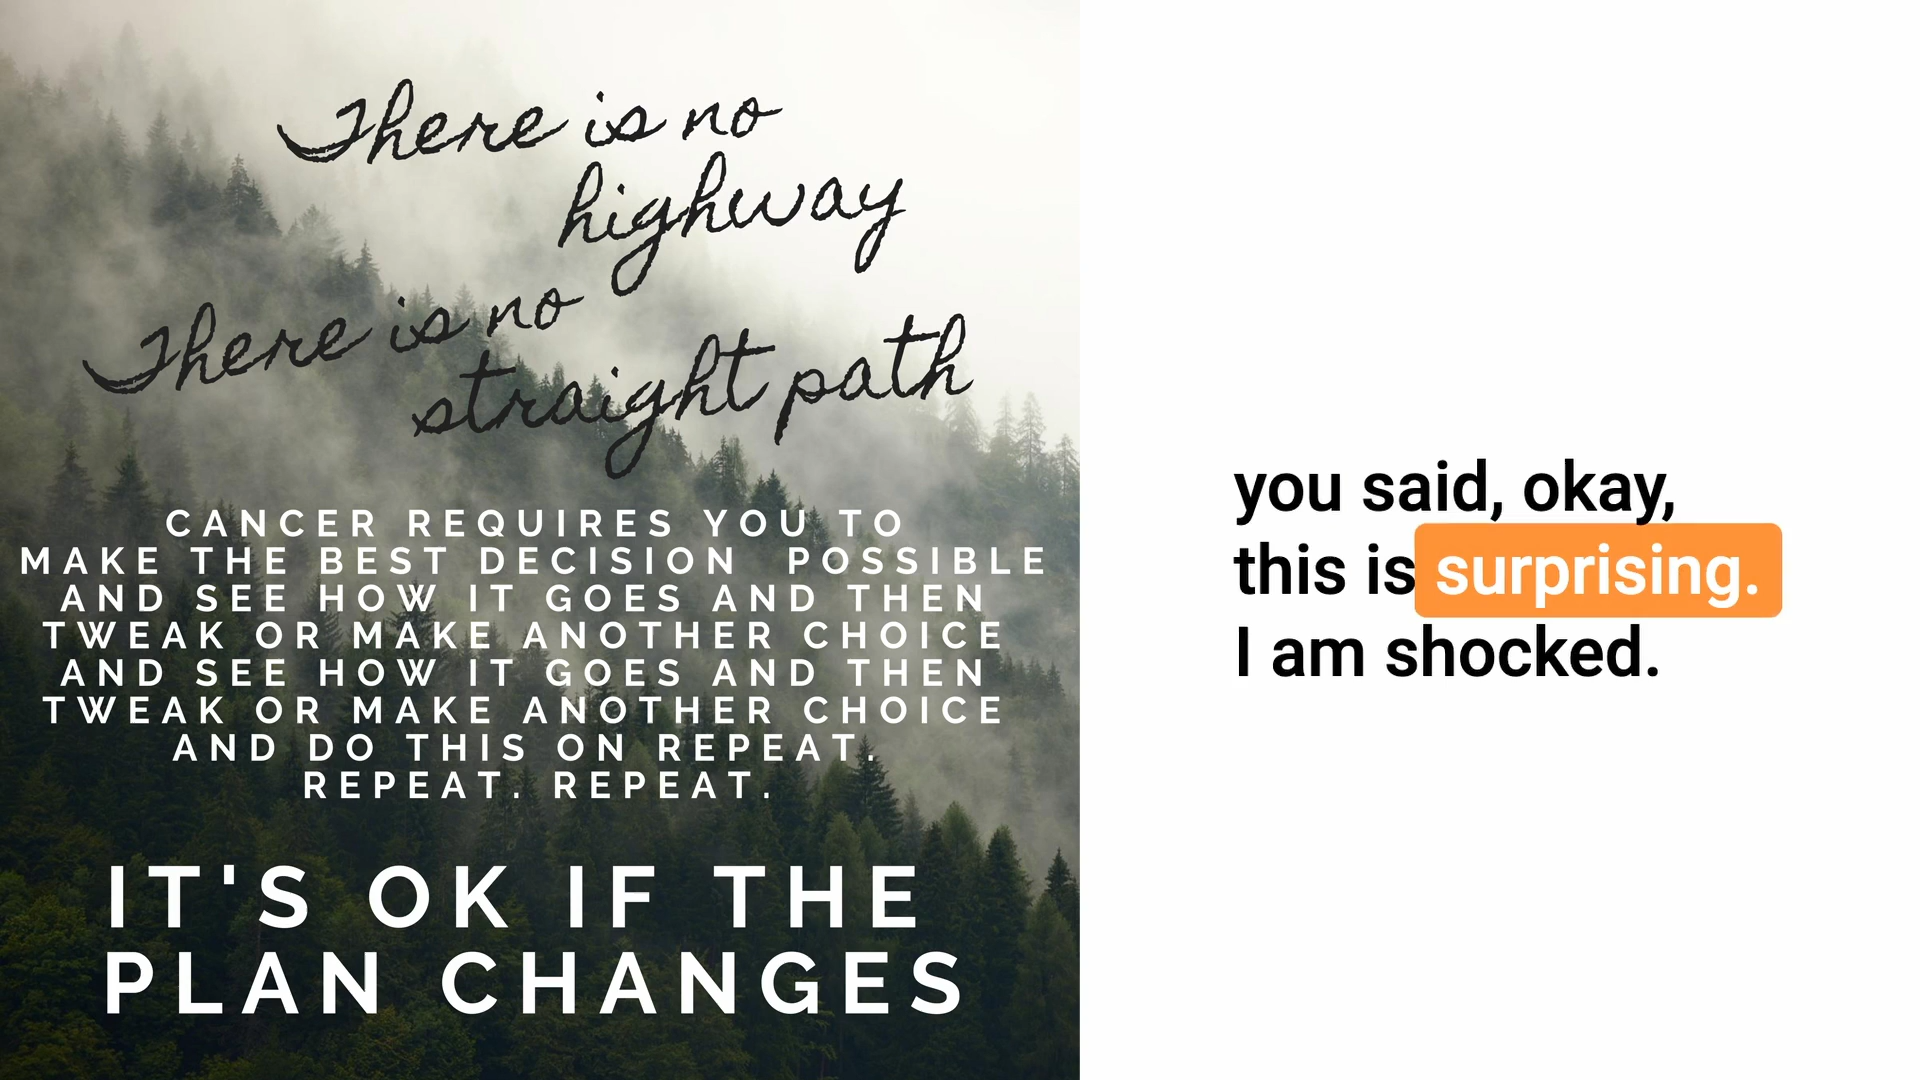 There is no
highway
There is no
straight path
CANCER REQUIRES YOU TO
MAKE THE BEST DECISION POSSIBLE
AND SEE HOW IT GOES AND THEN
TWEAK OR MAKE ANOTHER CHOICE
AND SEE HOW IT GOES AND THEN
TWEAK OR MAKE ANOTHER CHOICE
AND DO THIS ON REPEAT.
REPEAT. REPEAT.
IT'S OK IF THE
PLAN CHANGES
you said, okay,
this is surprising.
I am shocked.